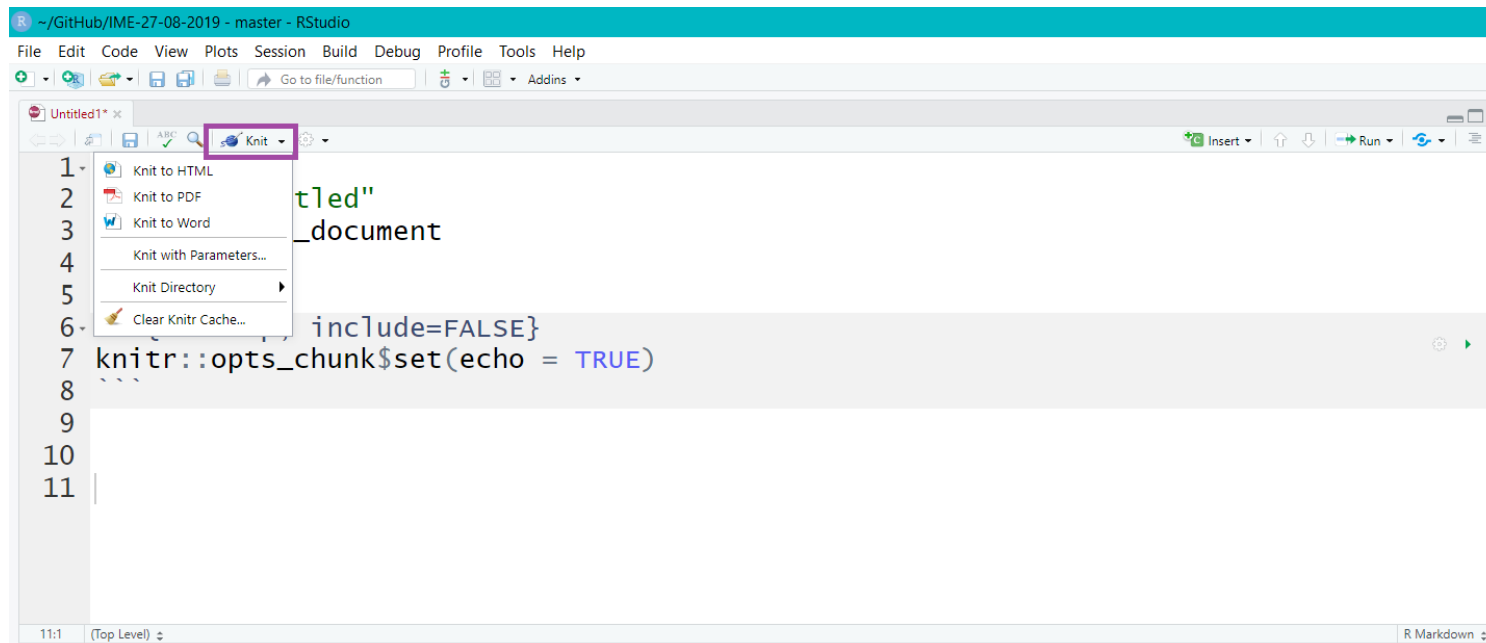 R ~/GitHub/IME-27-08-2019 - master - RStudio
File Edit Code View Plots Session Build Debug Profile Tools Help
Go to file/function Addins
Untitled1*
ABC Knit Insert Run
1 Knit to HTML
2 Knit to PDF tled"
3 Knit to Word _document
4 Knit with Parameters...
5 Knit Directory
6 Clear Knitr Cache... include=FALSE}
7 knitr::opts_chunk$set(echo = TRUE)
8 ```
9
10
11
11:1 (Top Level) R Markdown